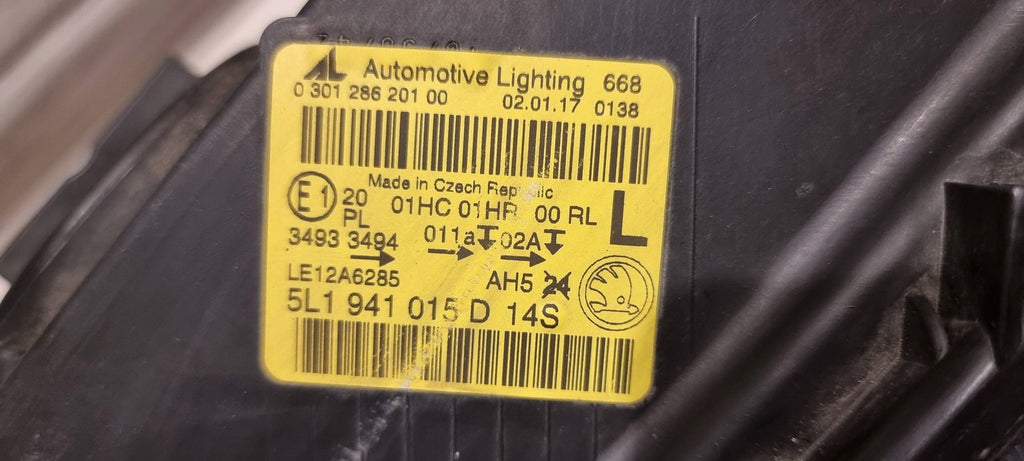 AL Automotive Lighting 668
0 301 286 201 00 02.01.17 0138
Made in Czech Republic
E1 20 01HC 01HR 00 RL L
PL
3493 3494 011a 02A
LE12A6285 AH5 24
5L1 941 015 D 14S